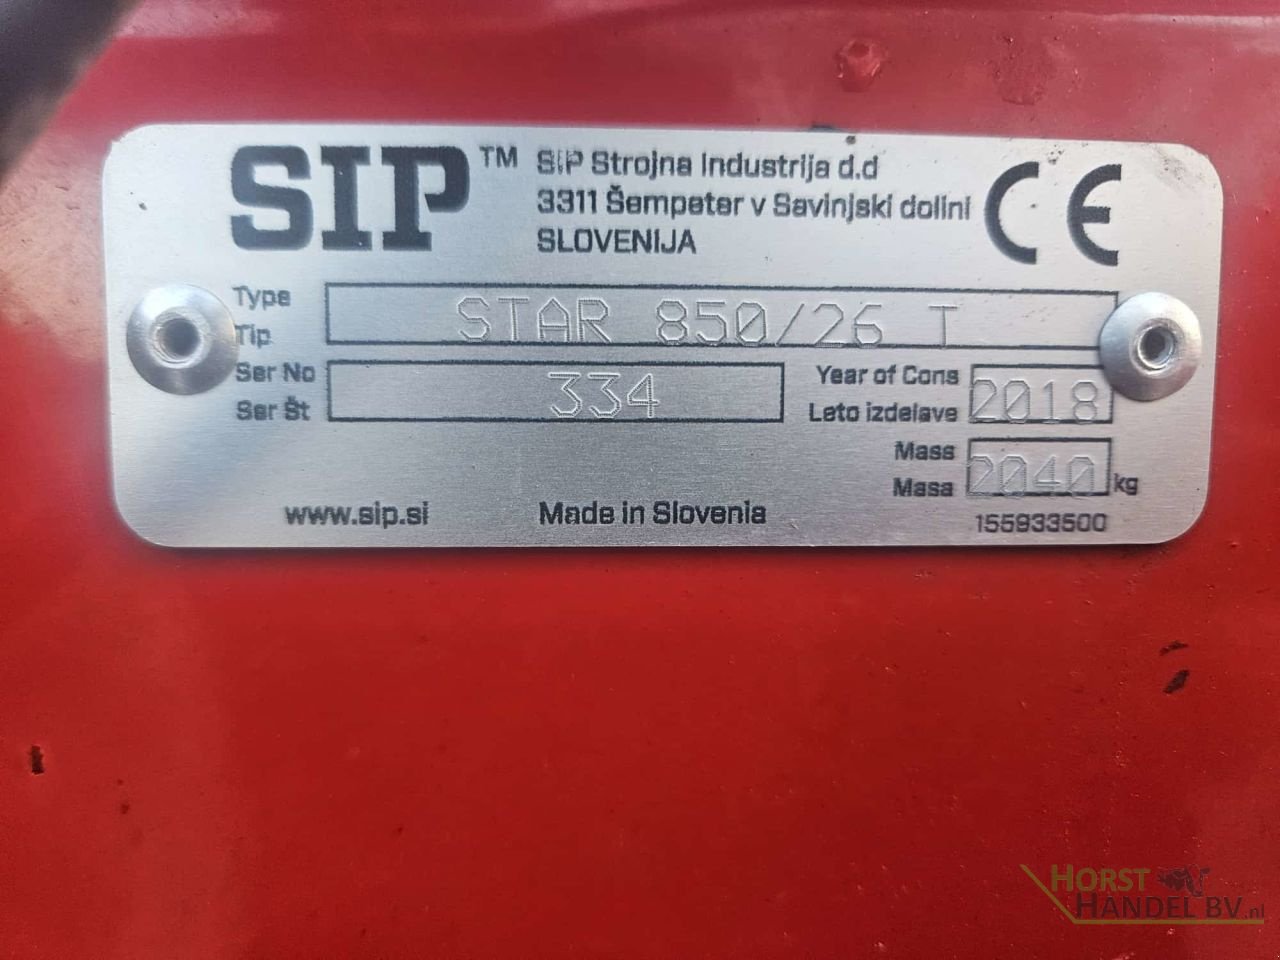 SIP™
SIP Strojna Industrija d.d
3311 Šempeter v Savinjski dolini
SLOVENIJA
CE
Type
Tip
STAR 850/26 T
Ser No
Ser Št
334
Year of Cons
Leto izdelave
2018
Mass
Masa
2040 kg
www.sip.si
Made in Slovenia
155933500
HORST
HANDEL BV.nl